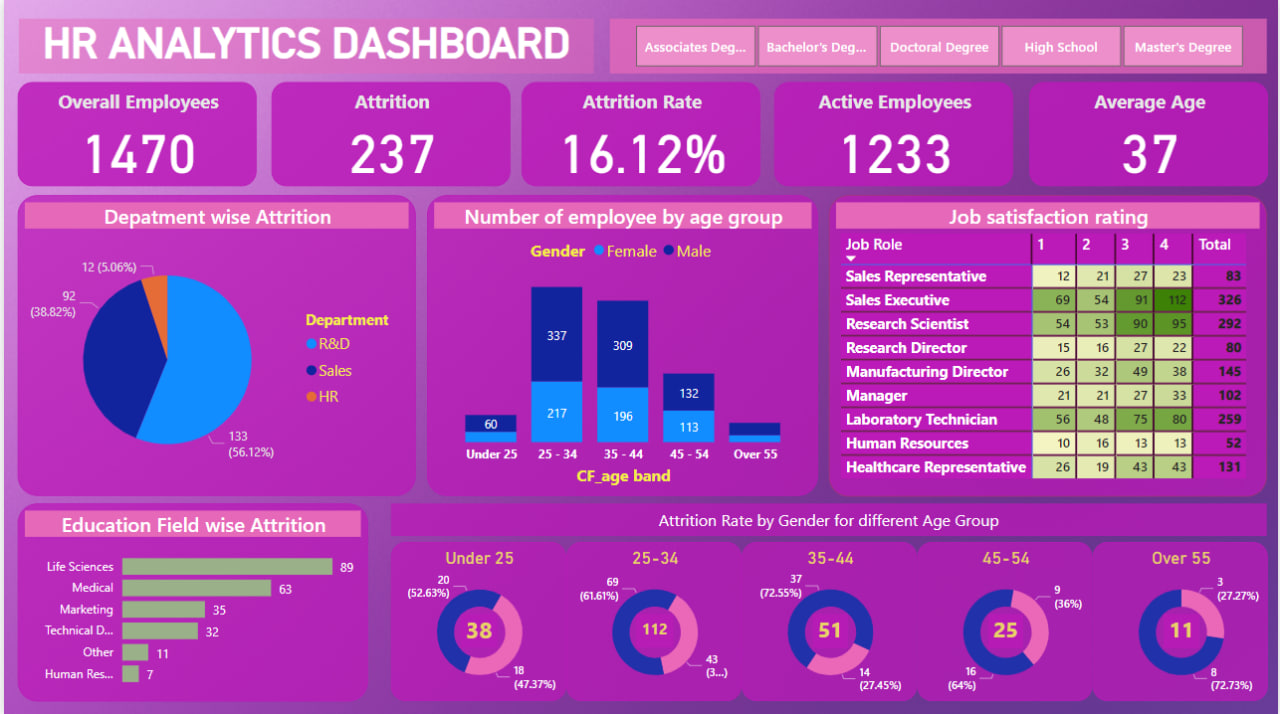 HR ANALYTICS DASHBOARD
Associates Deg...
Bachelor's Deg...
Doctoral Degree
High School
Master's Degree
Overall Employees
1470
Attrition
237
Attrition Rate
16.12%
Active Employees
1233
Average Age
37
Depatment wise Attrition
12 (5.06%)
92
(38.82%)
133
(56.12%)
Department
R&D
Sales
HR
Number of employee by age group
Gender Female Male
337
309
217
196
132
113
60
Under 25 25 - 34 35 - 44 45 - 54 Over 55
CF_age band
Job satisfaction rating
Job Role 1 2 3 4 Total
Sales Representative 12 21 27 23 83
Sales Executive 69 54 91 112 326
Research Scientist 54 53 90 95 292
Research Director 15 16 27 22 80
Manufacturing Director 26 32 49 38 145
Manager 21 21 27 33 102
Laboratory Technician 56 48 75 80 259
Human Resources 10 16 13 13 52
Healthcare Representative 26 19 43 43 131
Education Field wise Attrition
Life Sciences 89
Medical 63
Marketing 35
Technical D... 32
Other 11
Human Res... 7
Attrition Rate by Gender for different Age Group
Under 25
20
(52.63%)
38
18
(47.37%)
25-34
69
(61.61%)
112
43
(3...)
35-44
37
(72.55%)
51
14
(27.45%)
45-54
9
(36%)
25
16
(64%)
Over 55
3
(27.27%)
11
8
(72.73%)